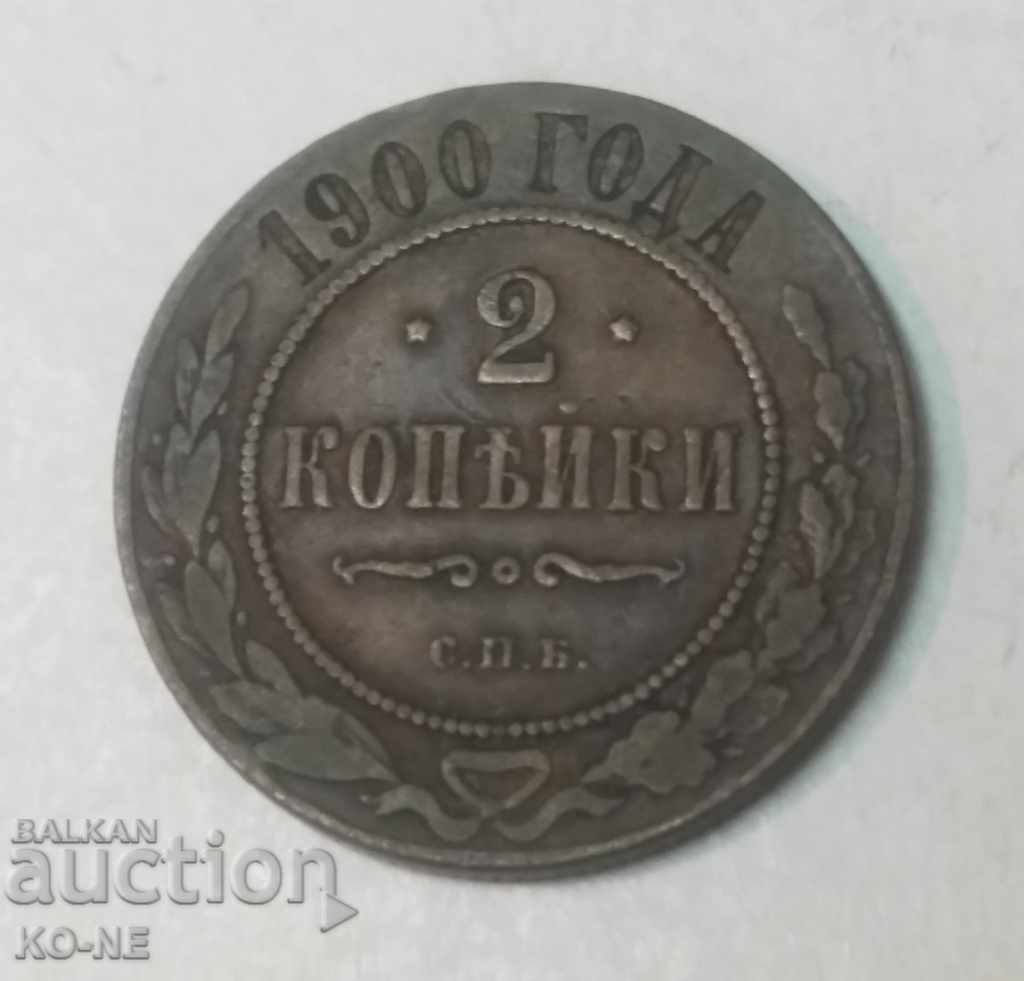 1900 ГОДА
2
КОПѢЙКИ
С.П.Б.
BALKAN
auction
KO-NE